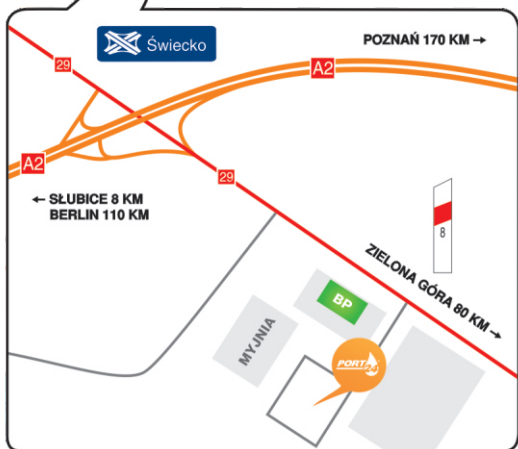 Świecko
POZNAŃ 170 KM →
29
A2
A2
29
← SŁUBICE 8 KM
BERLIN 110 KM
8
ZIELONA GÓRA 80 KM →
BP
MYJNIA
PORT 24